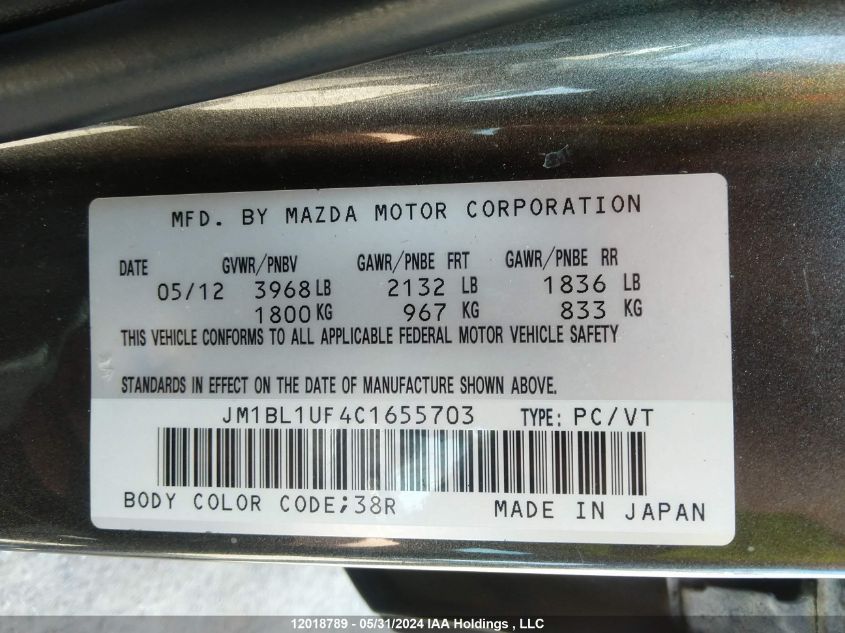 MFD. BY MAZDA MOTOR CORPORATION
DATE GVWR/PNBV GAWR/PNBE FRT GAWR/PNBE RR
05/12 3968 LB 2132 LB 1836 LB
1800 KG 967 KG 833 KG
THIS VEHICLE CONFORMS TO ALL APPLICABLE FEDERAL MOTOR VEHICLE SAFETY
STANDARDS IN EFFECT ON THE DATE OF MANUFACTURE SHOWN ABOVE.
JM1BL1UF4C1655703 TYPE: PC/VT
BODY COLOR CODE;38R MADE IN JAPAN
12018789 - 05/31/2024 IAA Holdings , LLC